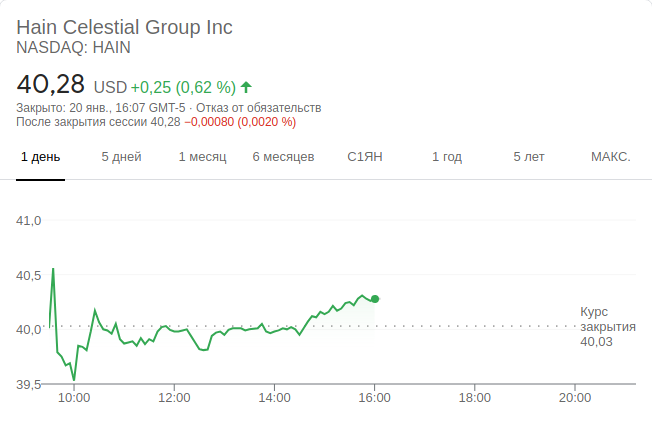 Hain Celestial Group Inc
NASDAQ: HAIN
40,28 USD +0,25 (0,62 %)
Закрыто: 20 янв., 16:07 GMT-5 · Отказ от обязательств
После закрытия сессии 40,28 −0,00080 (0,0020 %)
1 день 5 дней 1 месяц 6 месяцев С1ЯН 1 год 5 лет МАКС.
41,0
40,5
40,0
39,5
Курс
закрытия
40,03
10:00 12:00 14:00 16:00 18:00 20:00